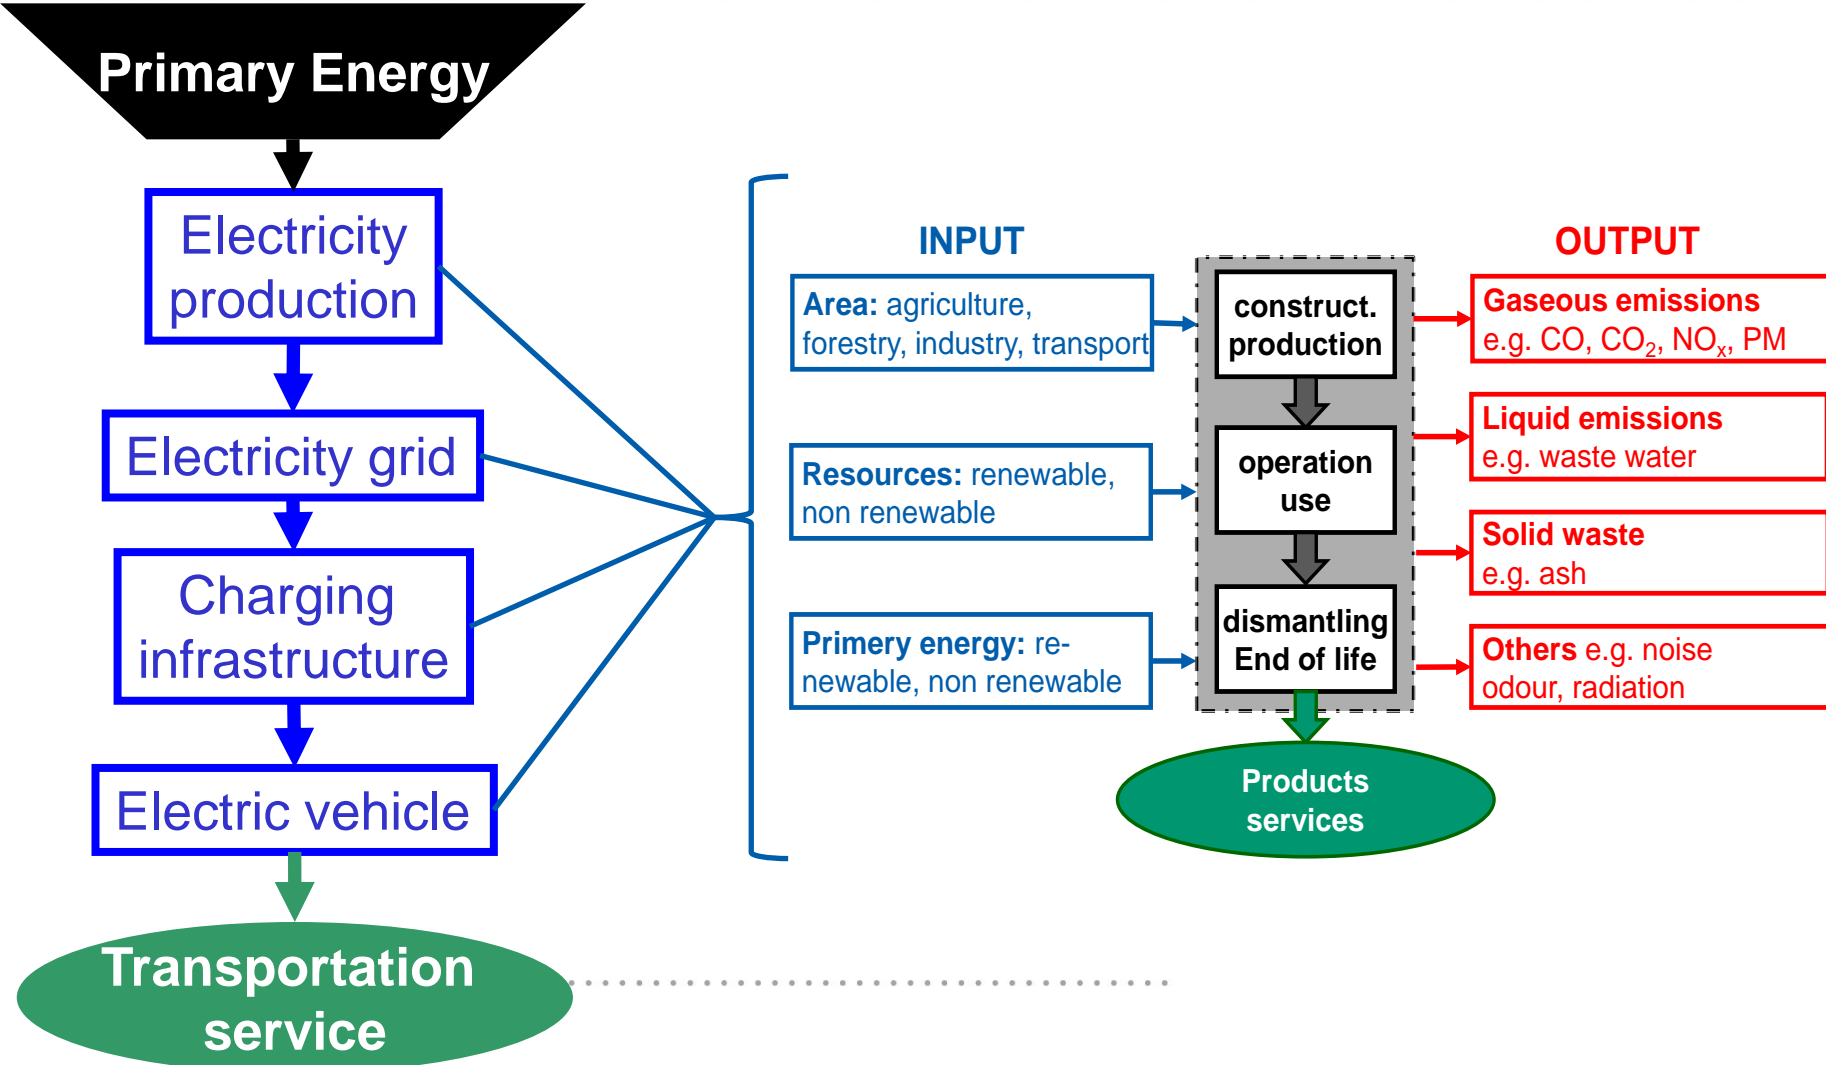 Primary Energy
Electricity
production
Electricity grid
Charging
infrastructure
Electric vehicle
Transportation
service
INPUT
Area: agriculture,
forestry, industry, transport
Resources: renewable,
non renewable
Primery energy: re-
newable, non renewable
construct.
production
operation
use
dismantling
End of life
Products
services
OUTPUT
Gaseous emissions
e.g. CO, CO₂, NOₓ, PM
Liquid emissions
e.g. waste water
Solid waste
e.g. ash
Others e.g. noise
odour, radiation